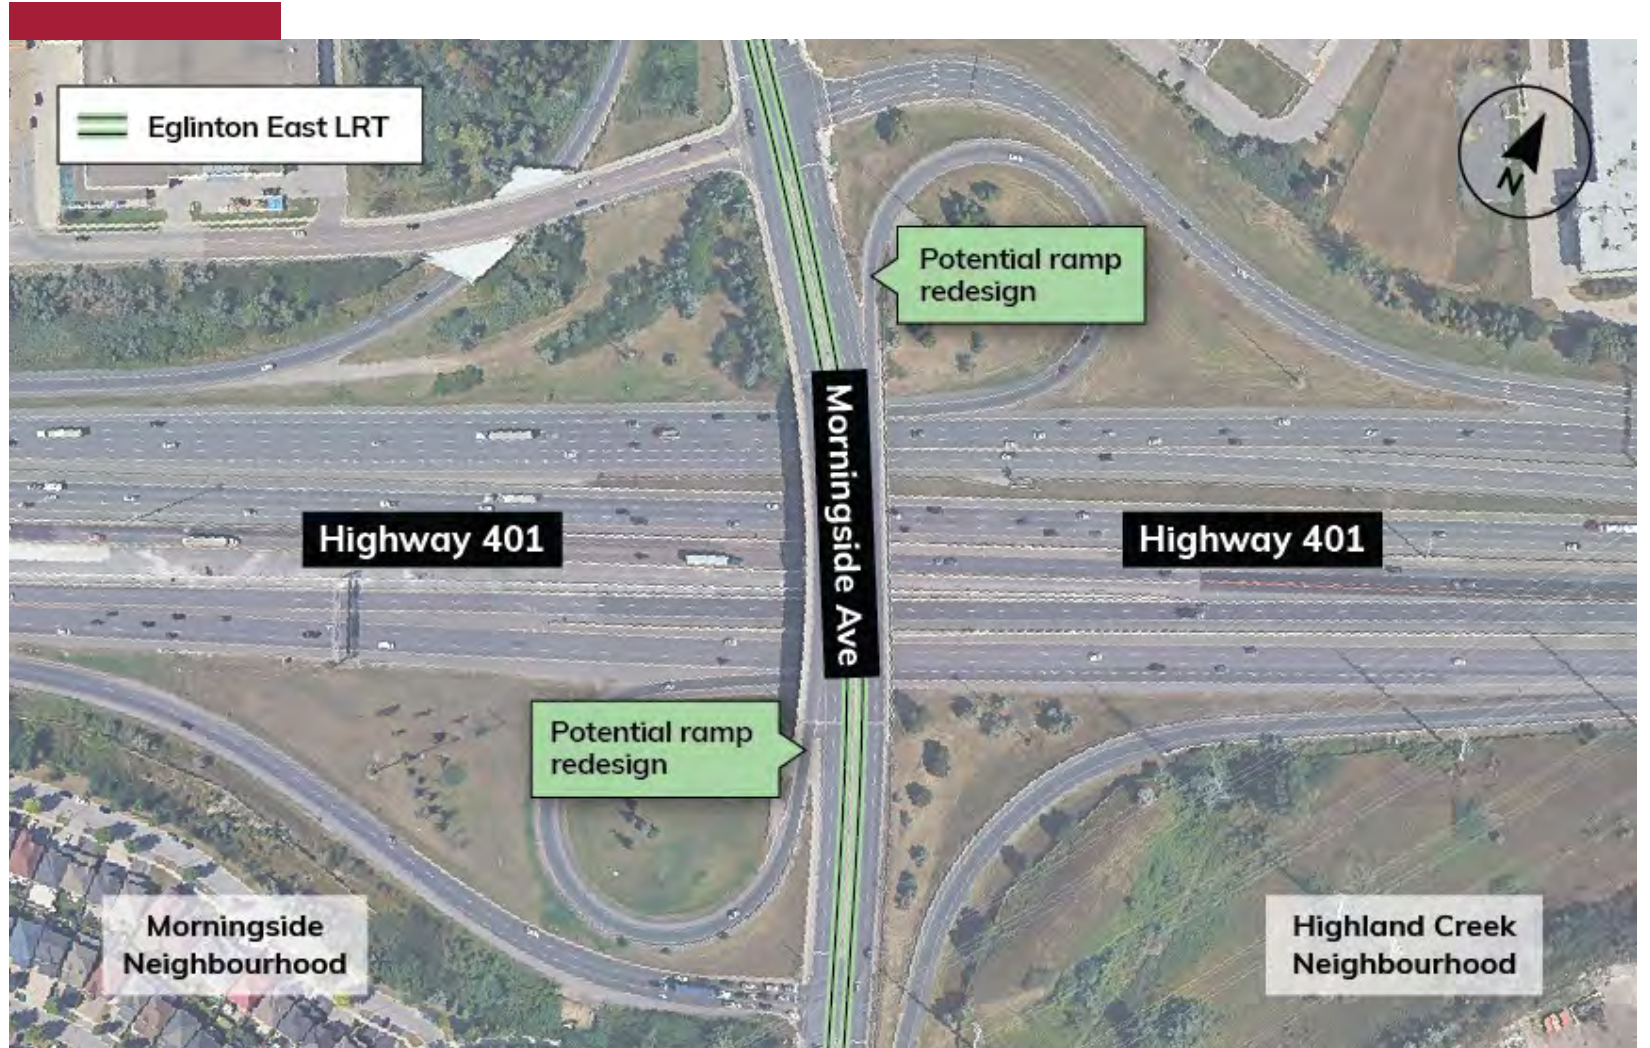 Eglinton East LRT
N
Potential ramp
redesign
Morningside Ave
Highway 401
Highway 401
Potential ramp
redesign
Morningside
Neighbourhood
Highland Creek
Neighbourhood